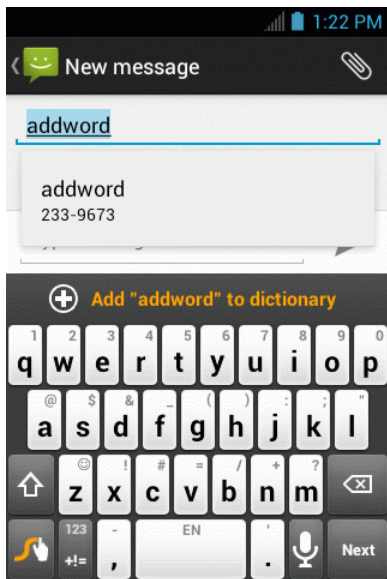 1:22 PM
New message
addword
addword
233-9673
Add "addword" to dictionary
1 2 3 4 5 6 7 8 9 0
q w e r t y u i o p
@ $ & _ ( ) : ; "
a s d f g h j k l
! # = / + ?
z x c v b n m
123 - EN '
+!= , . Next